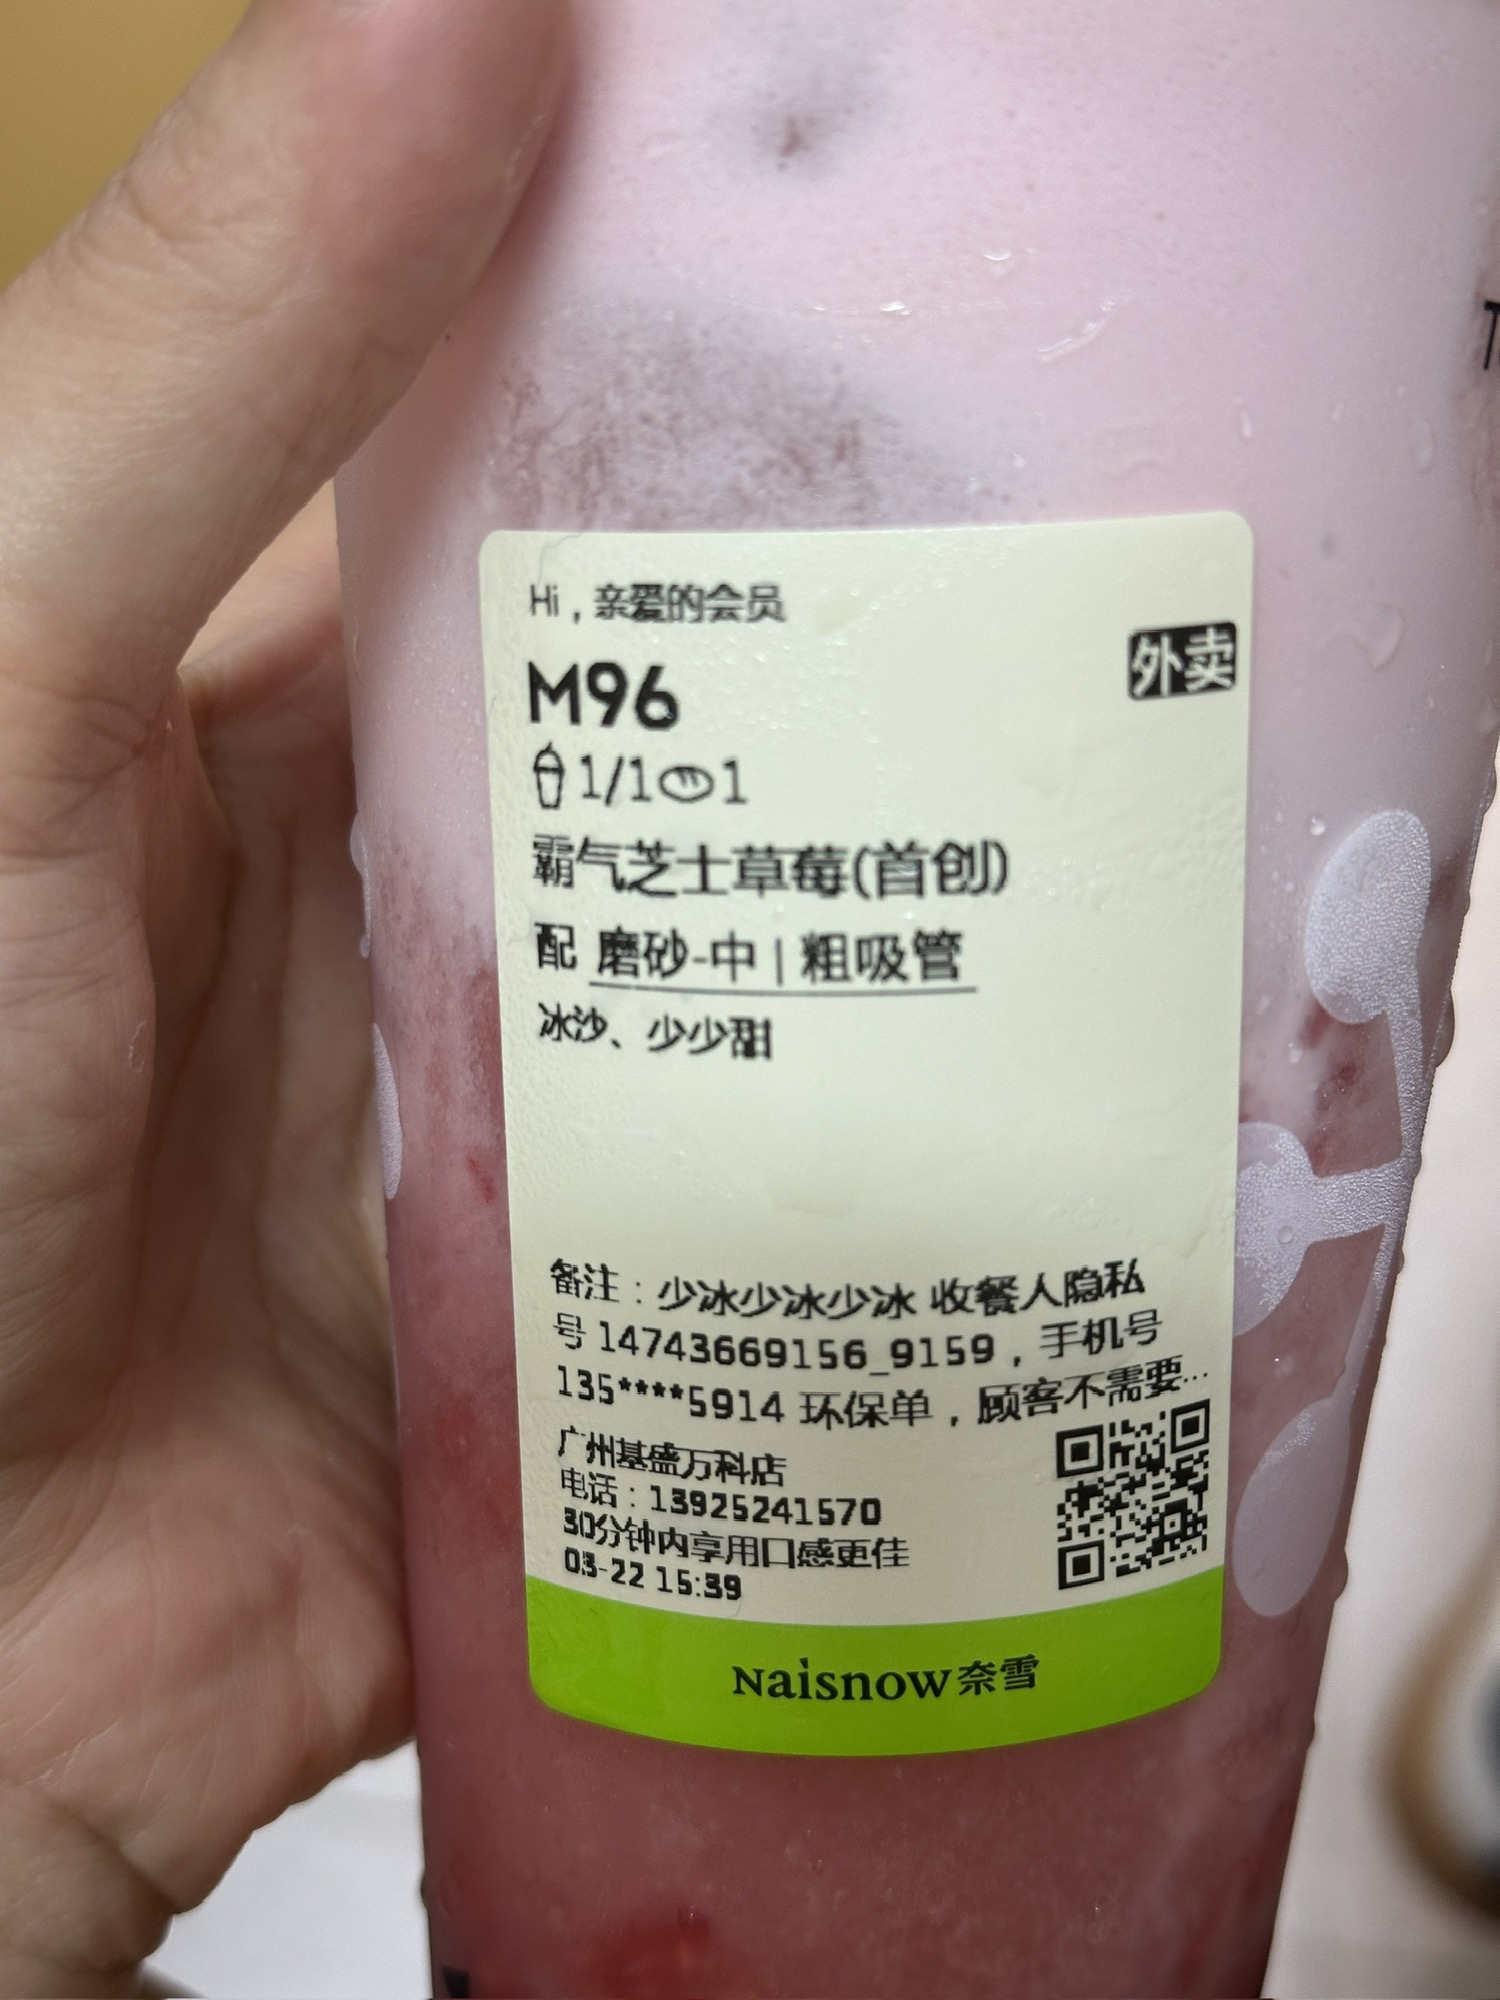 Hi，亲爱的会员
外卖
M96
1/1 1
霸气芝士草莓(首创)
配 磨砂-中 | 粗吸管
冰沙、少少甜
备注：少冰少冰少冰 收餐人隐私
号 14743669156_9159，手机号
135****5914 环保单，顾客不需要...
广州基盛万科店
电话：13925241570
30分钟内享用口感更佳
03-22 15:39
Naisnow奈雪